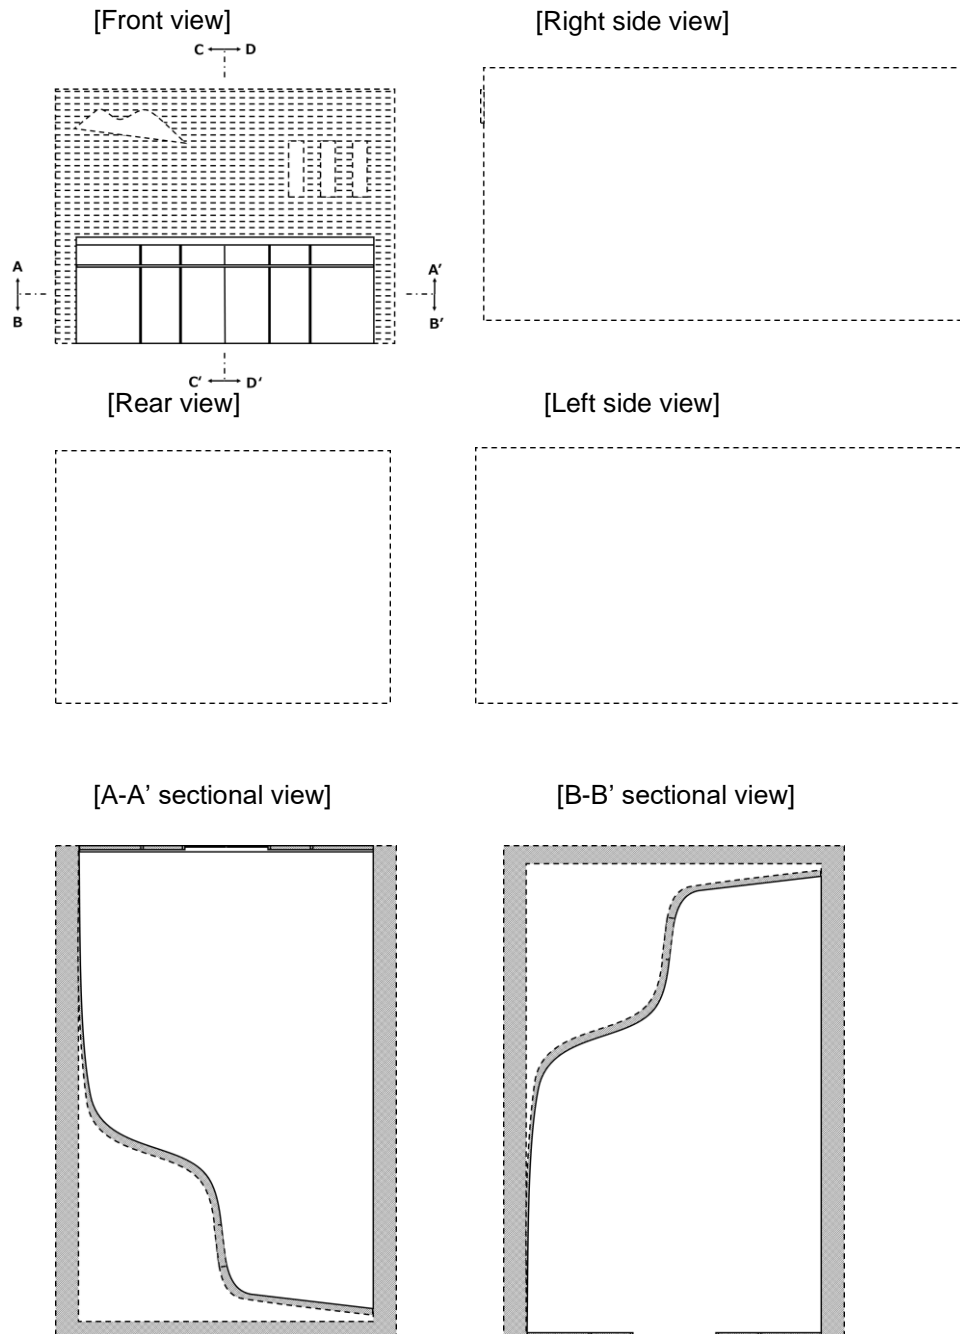 [Front view]
[Right side view]
C D
A A'
B B'
C' D'
[Rear view]
[Left side view]
[A-A’ sectional view]
[B-B’ sectional view]